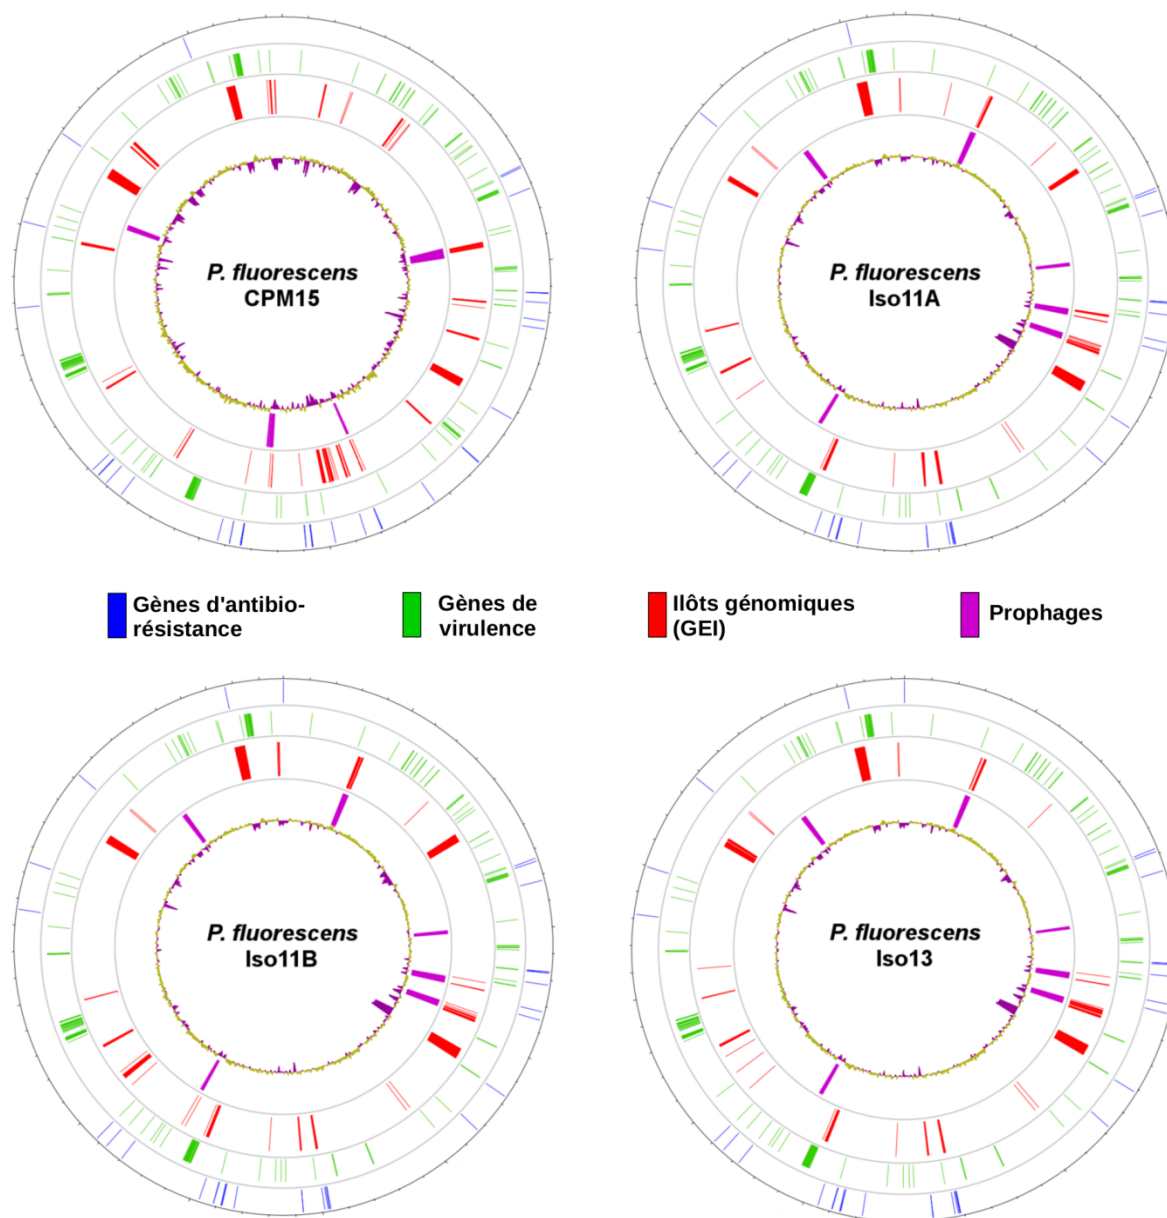 P. fluorescens
CPM15
P. fluorescens
Iso11A
Gènes d'antibio-
résistance
Gènes de
virulence
Ilôts génomiques
(GEI)
Prophages
P. fluorescens
Iso11B
P. fluorescens
Iso13